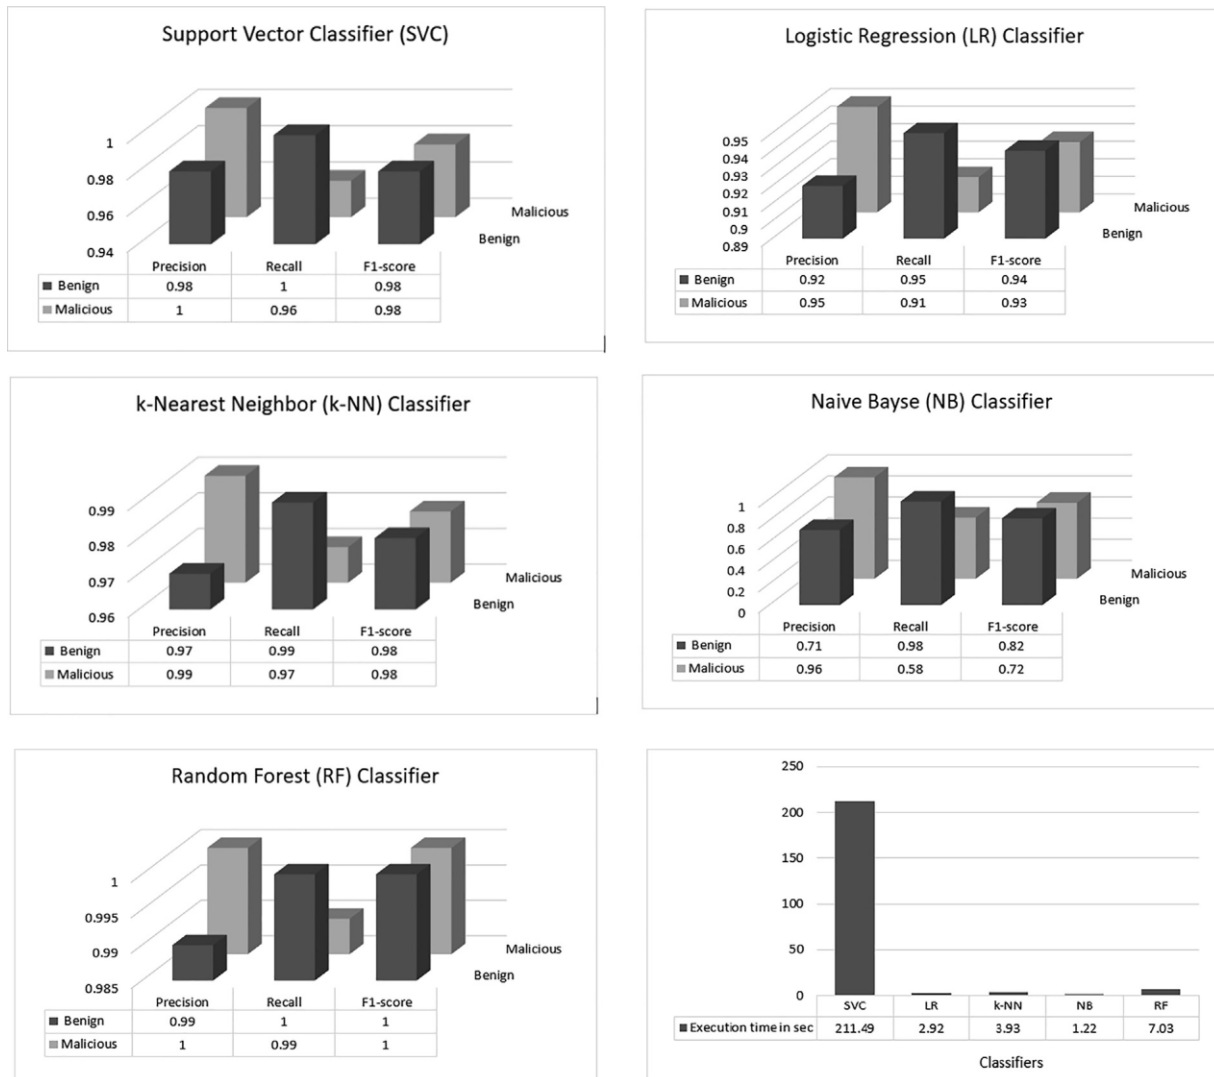 Support Vector Classifier (SVC)
1
0.98
0.96
0.94
Malicious
Benign
Precision Recall F1-score
Benign 0.98 1 0.98
Malicious 1 0.96 0.98
Logistic Regression (LR) Classifier
0.95
0.94
0.93
0.92
0.91
0.9
0.89
Malicious
Benign
Precision Recall F1-score
Benign 0.92 0.95 0.94
Malicious 0.95 0.91 0.93
k-Nearest Neighbor (k-NN) Classifier
0.99
0.98
0.97
0.96
Malicious
Benign
Precision Recall F1-score
Benign 0.97 0.99 0.98
Malicious 0.99 0.97 0.98
Naive Bayse (NB) Classifier
1
0.8
0.6
0.4
0.2
0
Malicious
Benign
Precision Recall F1-score
Benign 0.71 0.98 0.82
Malicious 0.96 0.58 0.72
Random Forest (RF) Classifier
1
0.995
0.99
0.985
Malicious
Benign
Precision Recall F1-score
Benign 0.99 1 1
Malicious 1 0.99 1
250
200
150
100
50
0
SVC LR k-NN NB RF
Execution time in sec 211.49 2.92 3.93 1.22 7.03
Classifiers